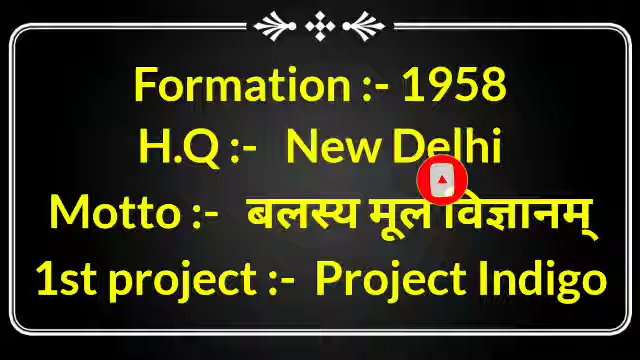 Formation :- 1958
H.Q :- New Delhi
Motto :- बलस्य मूलं विज्ञानम्
1st project :- Project Indigo